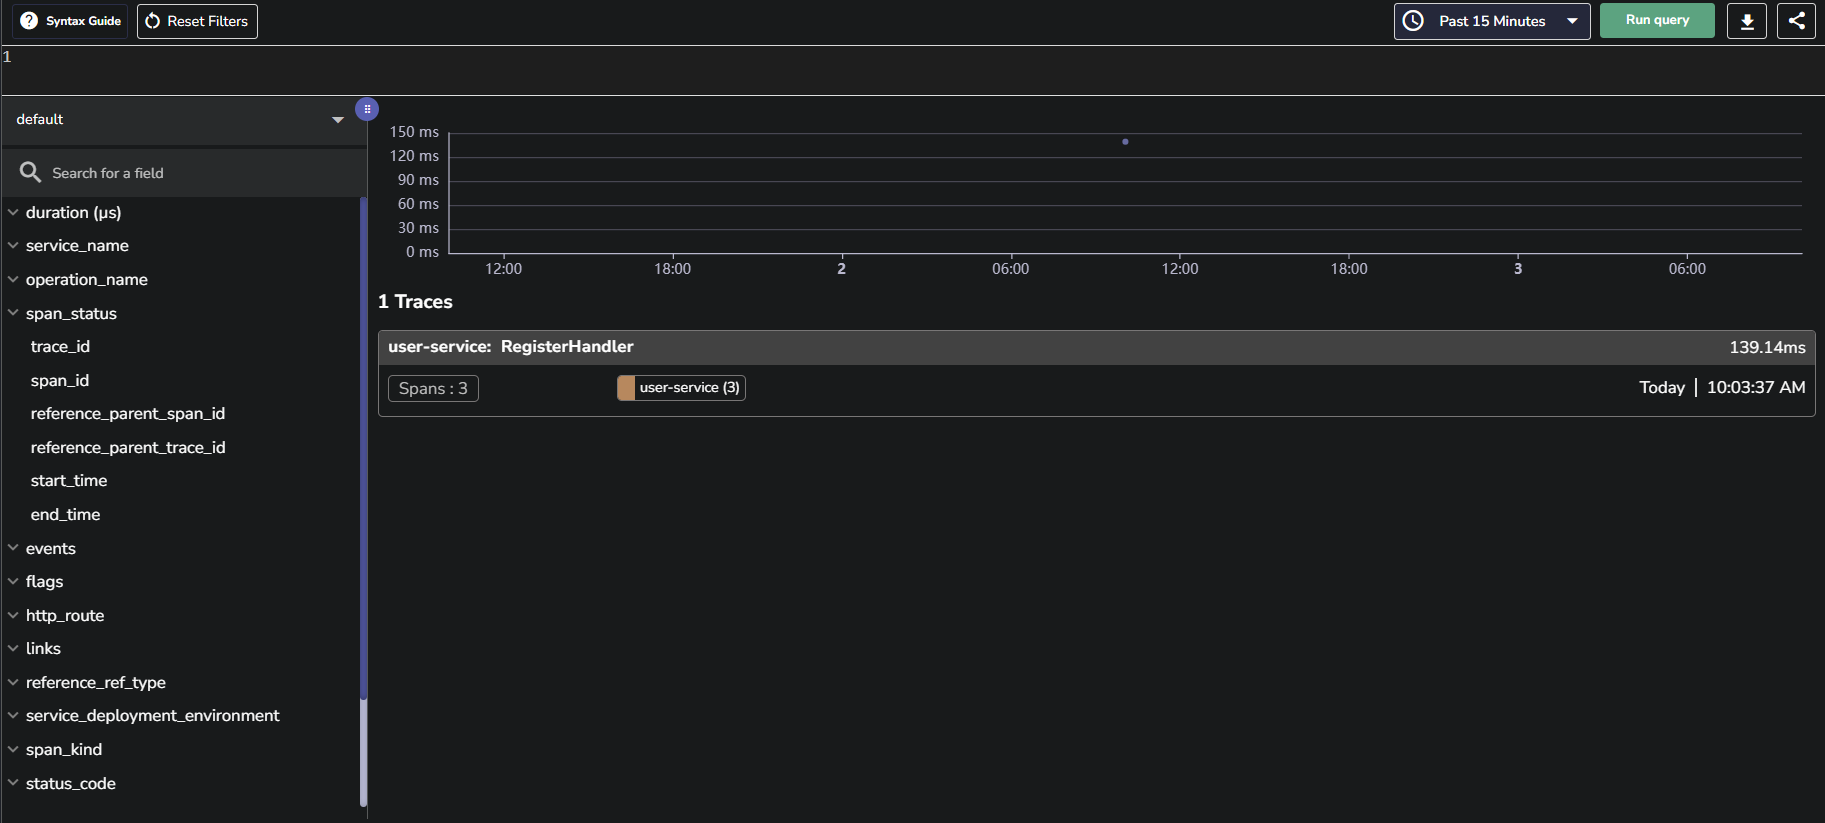 Syntax Guide
Reset Filters
Past 15 Minutes
Run query
1
default
Search for a field
duration (µs)
service_name
operation_name
span_status
trace_id
span_id
reference_parent_span_id
reference_parent_trace_id
start_time
end_time
events
flags
http_route
links
reference_ref_type
service_deployment_environment
span_kind
status_code
150 ms
120 ms
90 ms
60 ms
30 ms
0 ms
12:00 18:00 2 06:00 12:00 18:00 3 06:00
1 Traces
user-service: RegisterHandler 139.14ms
Spans : 3 user-service (3) Today | 10:03:37 AM